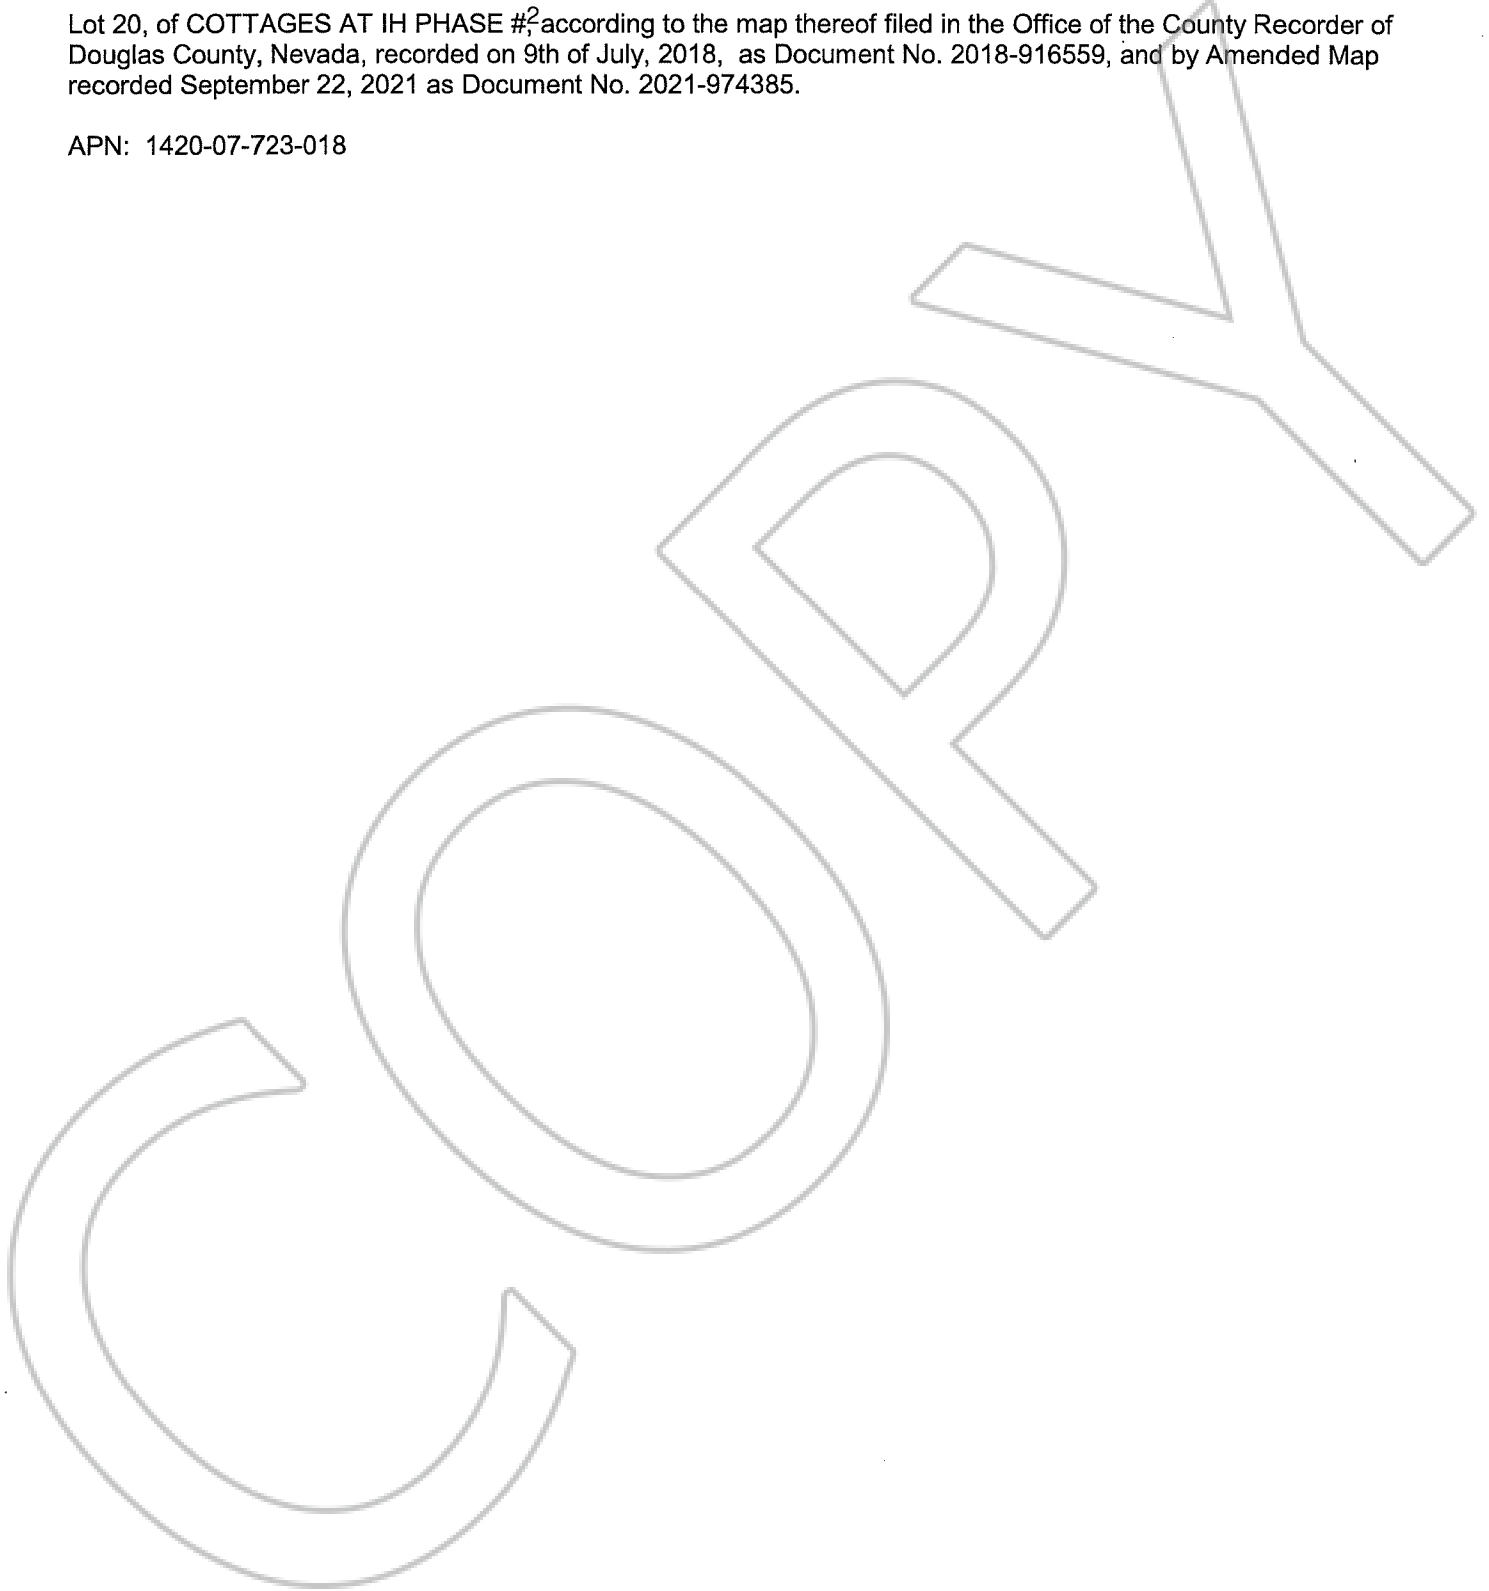 Lot 20, of COTTAGES AT IH PHASE #2, according to the map thereof filed in the Office of the County Recorder of
Douglas County, Nevada, recorded on 9th of July, 2018, as Document No. 2018-916559, and by Amended Map
recorded September 22, 2021 as Document No. 2021-974385.
APN: 1420-07-723-018
COPY